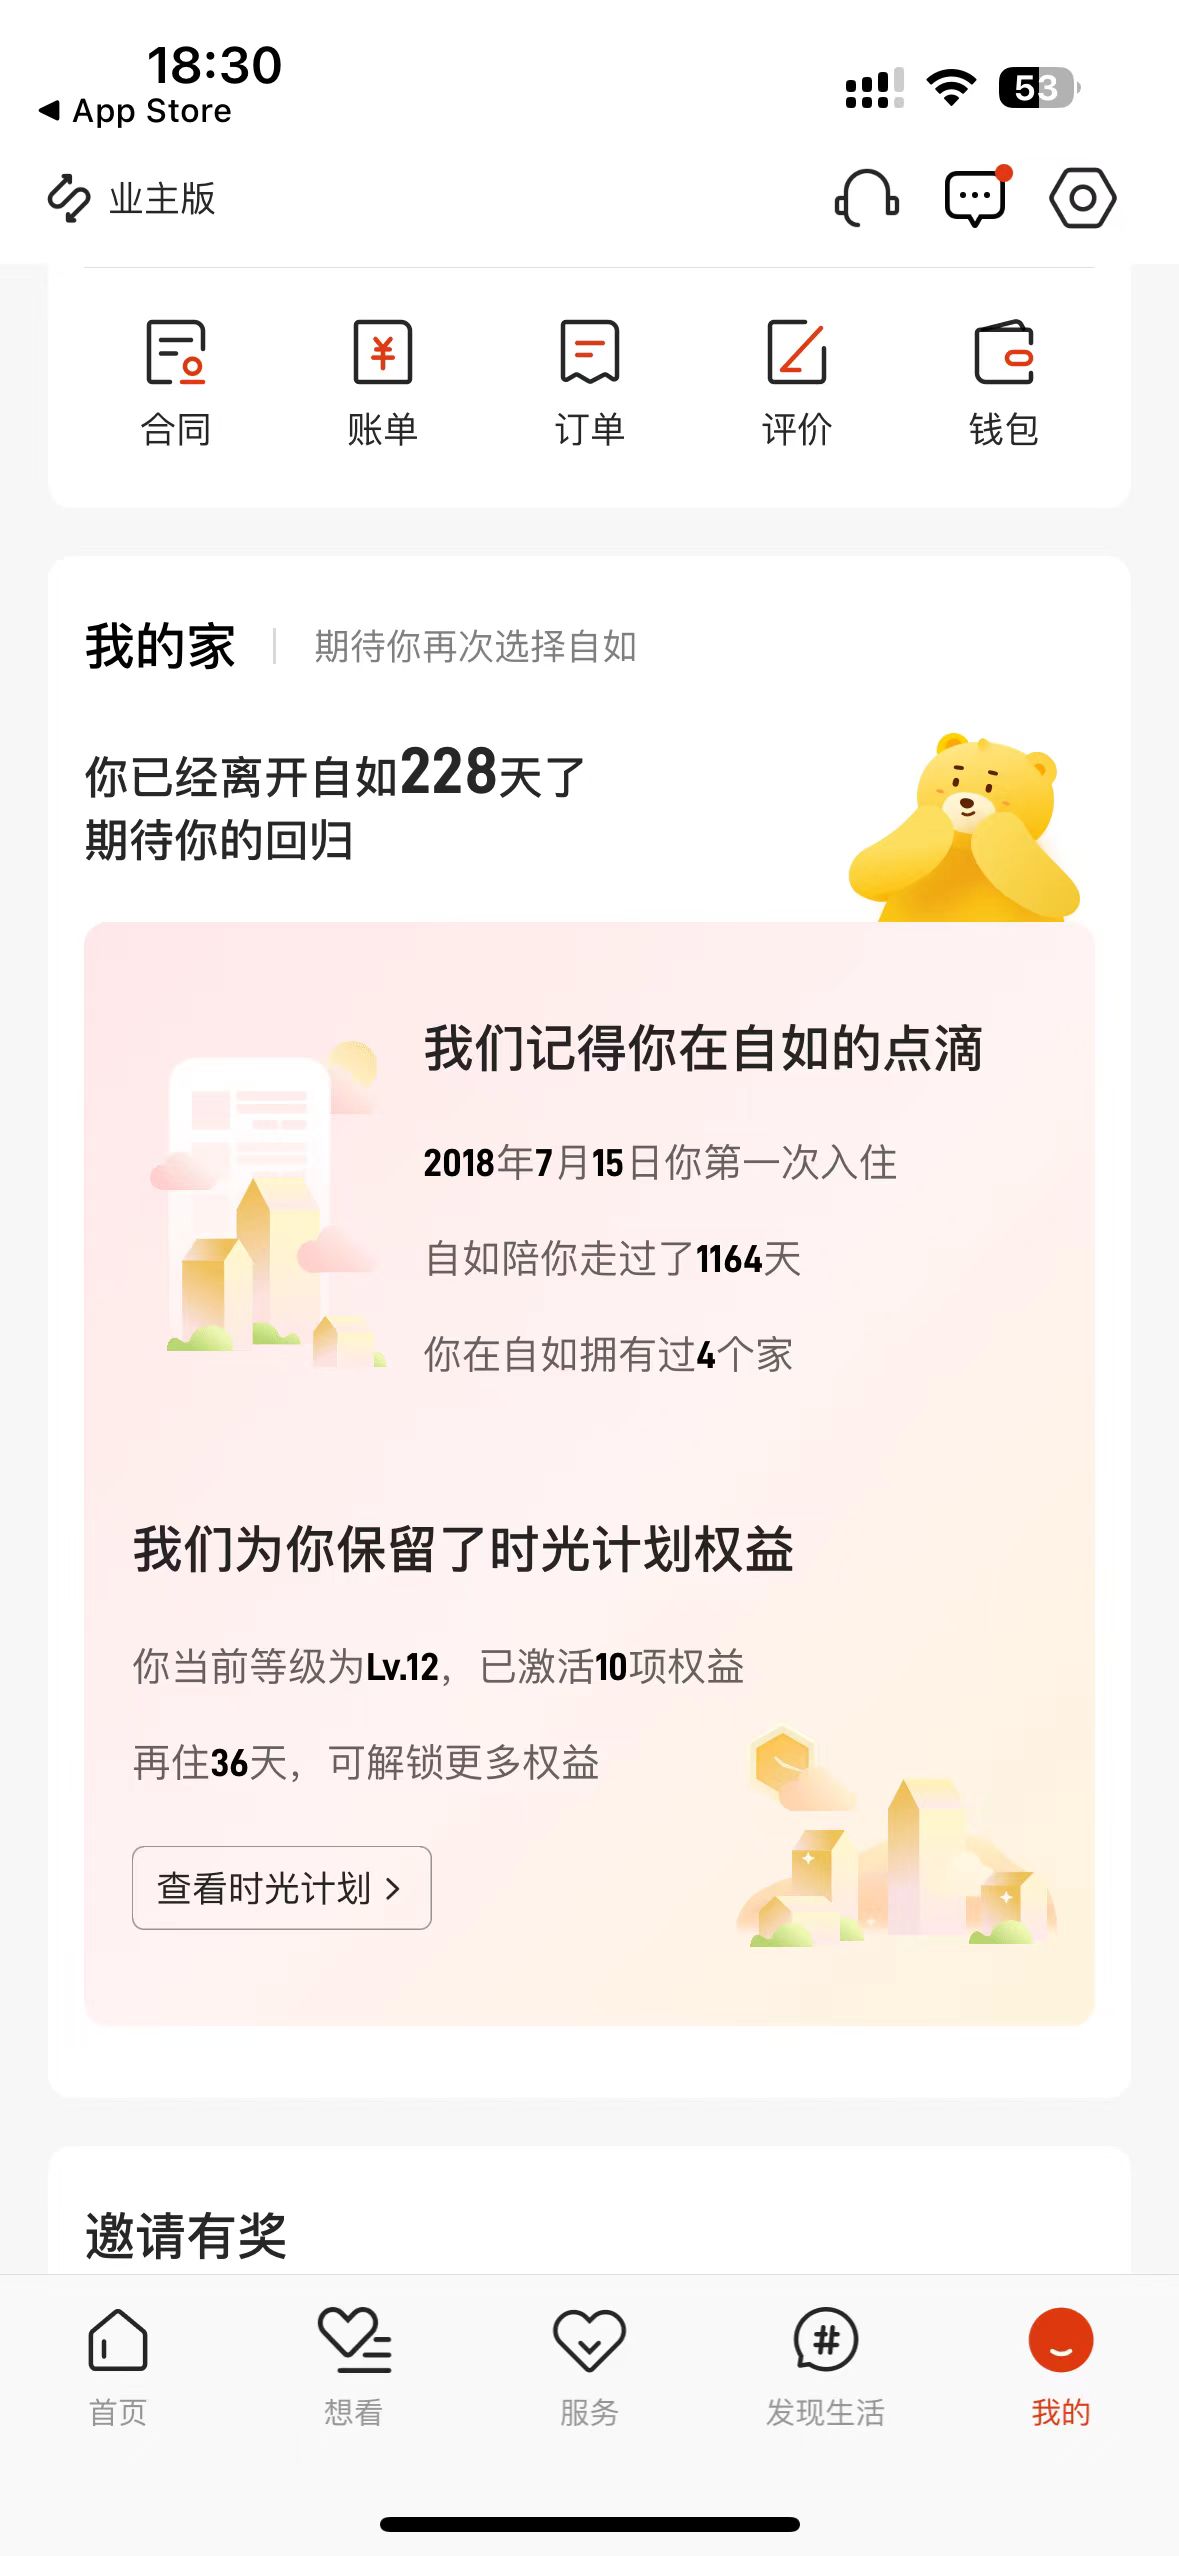 18:30
53
◀ App Store
业主版
合同
账单
¥
订单
评价
钱包
我的家
期待你再次选择自如
你已经离开自如228天了
期待你的回归
我们记得你在自如的点滴
2018年7月15日你第一次入住
自如陪你走过了1164天
你在自如拥有过4个家
我们为你保留了时光计划权益
你当前等级为Lv.12，已激活10项权益
再住36天，可解锁更多权益
查看时光计划 >
邀请有奖
#
首页
想看
服务
发现生活
我的